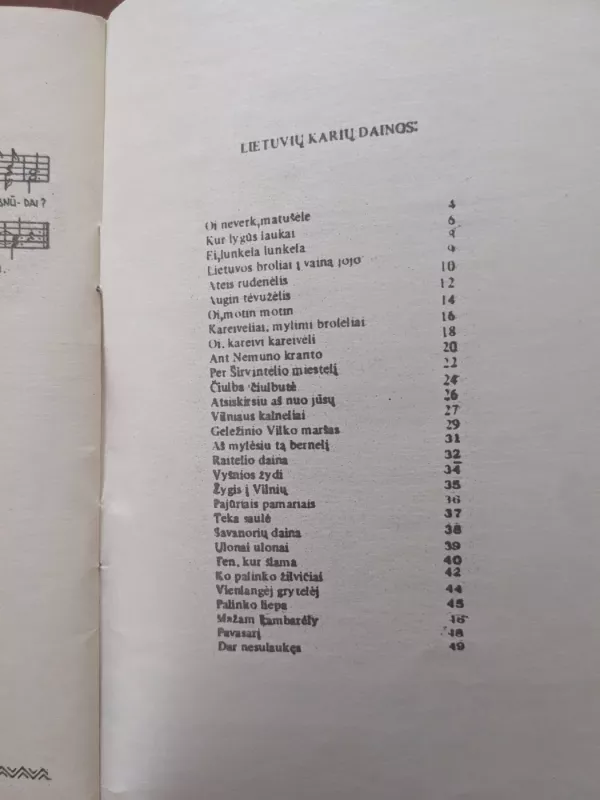 SNŪ-DAI?
LIETUVIŲ KARIŲ DAINOS:
Oi neverk,matušėle 4
Kur lygūs laukai 6
Ei,lunkela lunkela 8
Lietuvos broliai į vainą jojo 9
Ateis rudenėlis 10
Augin tėvužėlis 12
Oi,motin motin 14
Kareivėliai, mylimi broleliai 16
Oi, kareivi kareivėli 18
Ant Nemuno kranto 20
Per Širvintėlio miestelį 22
Čiulba čiulbutė 24
Atsiskirsiu aš nuo jūsų 26
Vilniaus kalneliai 27
Geležinio Vilko maršas 29
Aš mylėsiu tą bernelį 31
Raitelio daina 32
Vyšnios žydi 34
Žygis į Vilnių 35
Pajūriais pamariais 36
Teka saulė 37
Savanorių daina 38
Ulonai ulonai 39
Ten, kur šlama 40
Ko palinko žilvičiai 42
Vienlangėj grytelėj 44
Palinko liepa 45
Mažam kambarėly 46
Pavasarį 48
Dar nesulaukęs 49